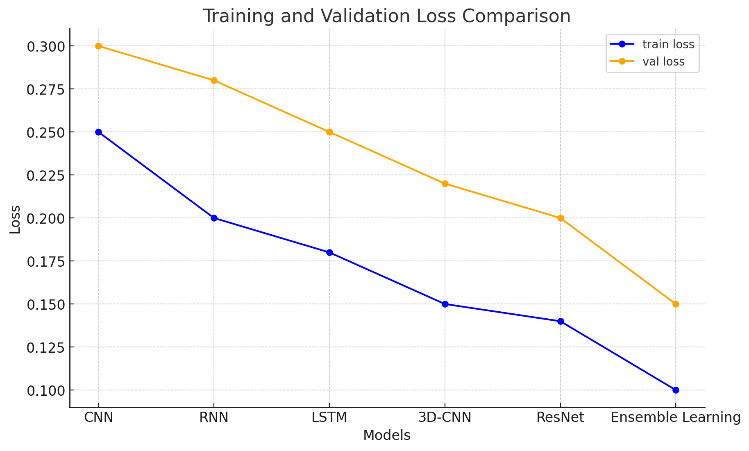 Training and Validation Loss Comparison
train loss
val loss
Loss
0.300
0.275
0.250
0.225
0.200
0.175
0.150
0.125
0.100
CNN RNN LSTM 3D-CNN ResNet Ensemble Learning
Models